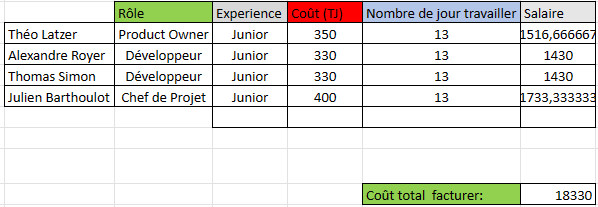 Rôle Experience Coût (TJ) Nombre de jour travailler Salaire
Théo Latzer Product Owner Junior 350 13 1516,666667
Alexandre Royer Développeur Junior 330 13 1430
Thomas Simon Développeur Junior 330 13 1430
Julien Barthoulot Chef de Projet Junior 400 13 1733,333333
Coût total facturer: 18330